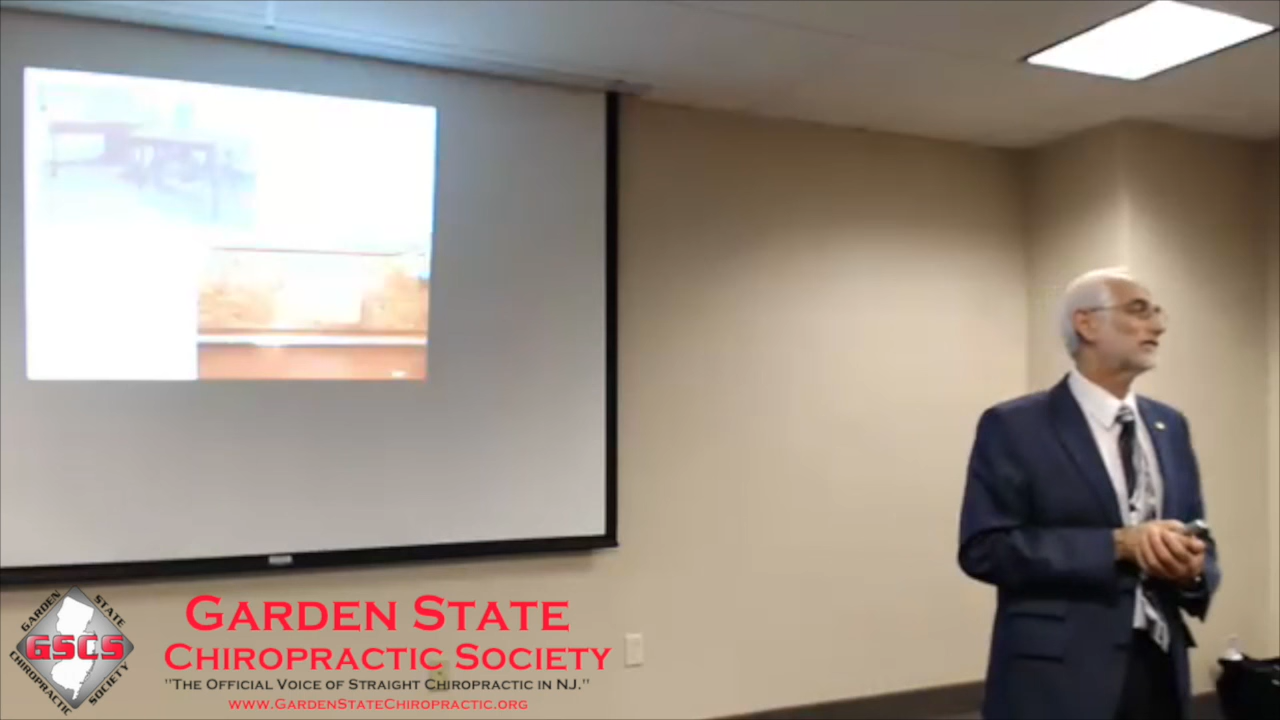 GARDEN STATE
GSCS
CHIROPRACTIC SOCIETY
GARDEN STATE
CHIROPRACTIC SOCIETY
"THE OFFICIAL VOICE OF STRAIGHT CHIROPRACTIC IN NJ."
WWW.GARDENSTATECHIROPRACTIC.ORG